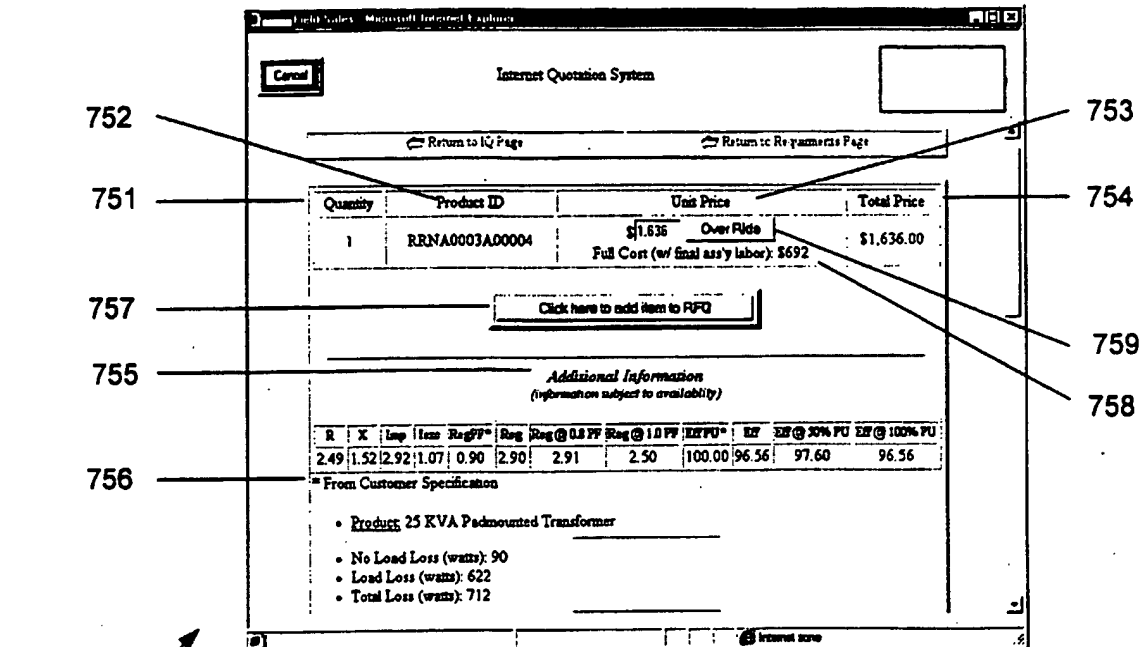 Field Sales - Microsoft Internet Explorer
Cancel
Internet Quotation System
752
753
Return to IQ Page
Return to Requirements Page
751
754
Quantity Product ID Unit Price Total Price
1 RRNA0003A00004 $1,636 Over Ride $1,636.00
Full Cost (w/ final ass'y labor): $692
757
Click here to add item to RFQ
759
755
Additional Information
(information subject to availablity)
758
R X Imp Iexc RegPF* Reg Reg @ 0.8 PF Reg @ 1.0 PF Eff PU* Eff Eff @ 50% PU Eff @ 100% PU
2.49 1.52 2.92 1.07 0.90 2.90 2.91 2.50 100.00 96.56 97.60 96.56
756
* From Customer Specification
• Product: 25 KVA Padmounted Transformer
• No Load Loss (watts): 90
• Load Loss (watts): 622
• Total Loss (watts): 712
Internet zone